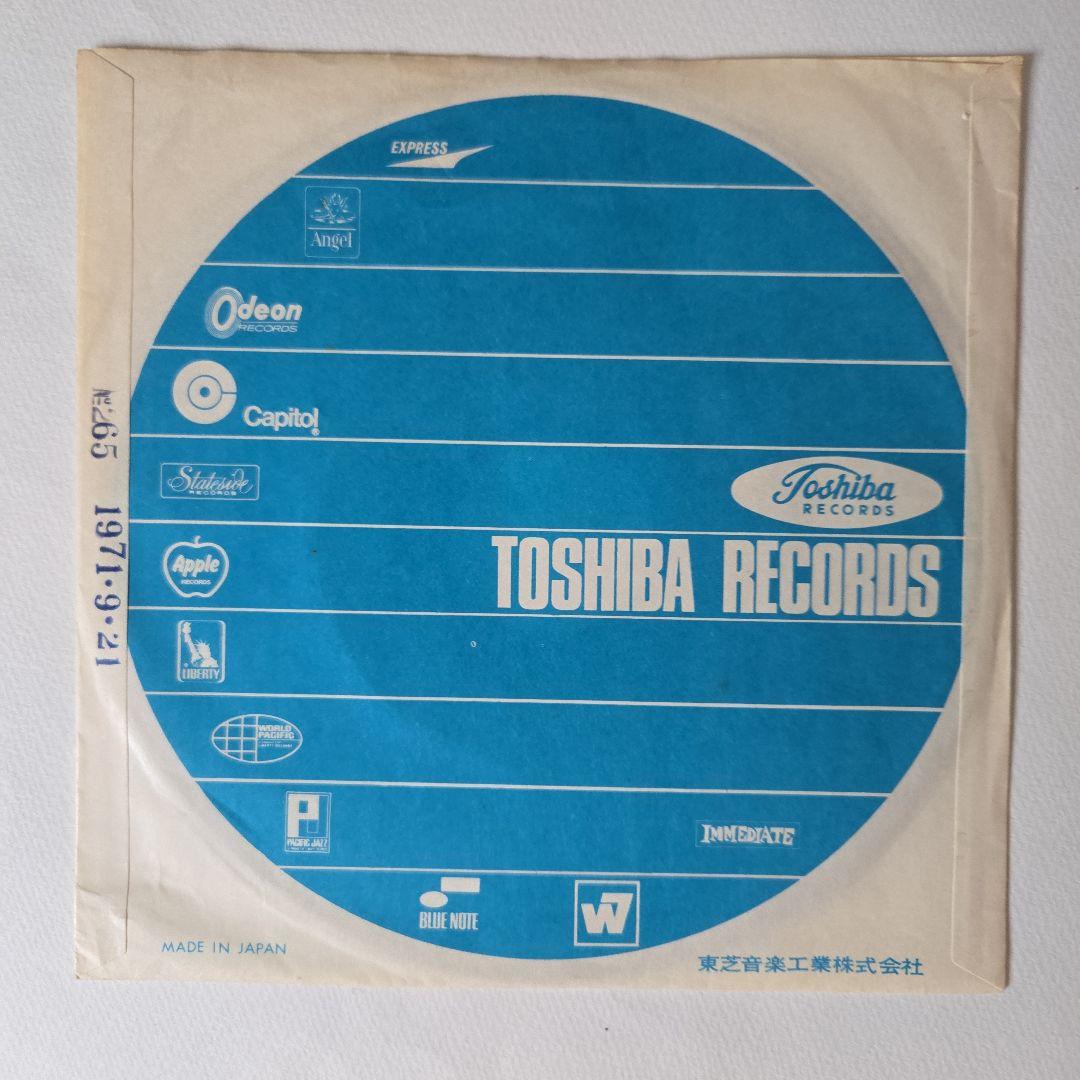 EXPRESS
Angel
Odeon
RECORDS
Capitol
®
Stateside
RECORDS
Toshiba
RECORDS
Apple
RECORDS
TOSHIBA RECORDS
LIBERTY
WORLD
PACIFIC
PACIFIC JAZZ
IMMEDIATE
BLUE NOTE
W7
MADE IN JAPAN
東芝音楽工業株式会社
№265 1971・9・21